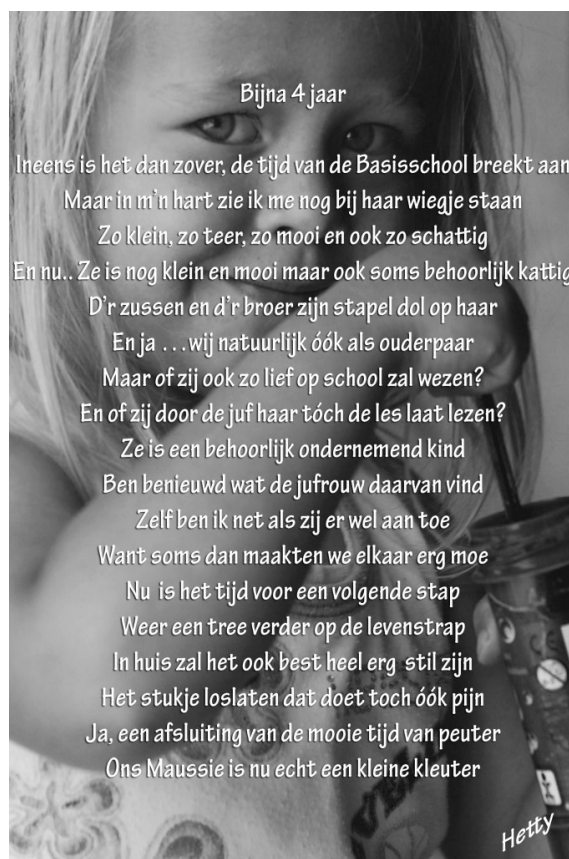 Bijna 4 jaar
Ineens is het dan zover, de tijd van de Basisschool breekt aan
Maar in m'n hart zie ik me nog bij haar wiegje staan
Zo klein, zo teer, zo mooi en ook zo schattig
En nu.. Ze is nog klein en mooi maar ook soms behoorlijk kattig
D'r zussen en d'r broer zijn stapel dol op haar
En ja ...wij natuurlijk óók als ouderpaar
Maar of zij ook zo lief op school zal wezen?
En of zij door de juf haar tóch de les laat lezen?
Ze is een behoorlijk ondernemend kind
Ben benieuwd wat de jufrouw daarvan vind
Zelf ben ik net als zij er wel aan toe
Want soms dan maakten we elkaar erg moe
Nu is het tijd voor een volgende stap
Weer een tree verder op de levenstrap
In huis zal het ook best heel erg stil zijn
Het stukje loslaten dat doet toch óók pijn
Ja, een afsluiting van de mooie tijd van peuter
Ons Maussie is nu echt een kleine kleuter
Hetty